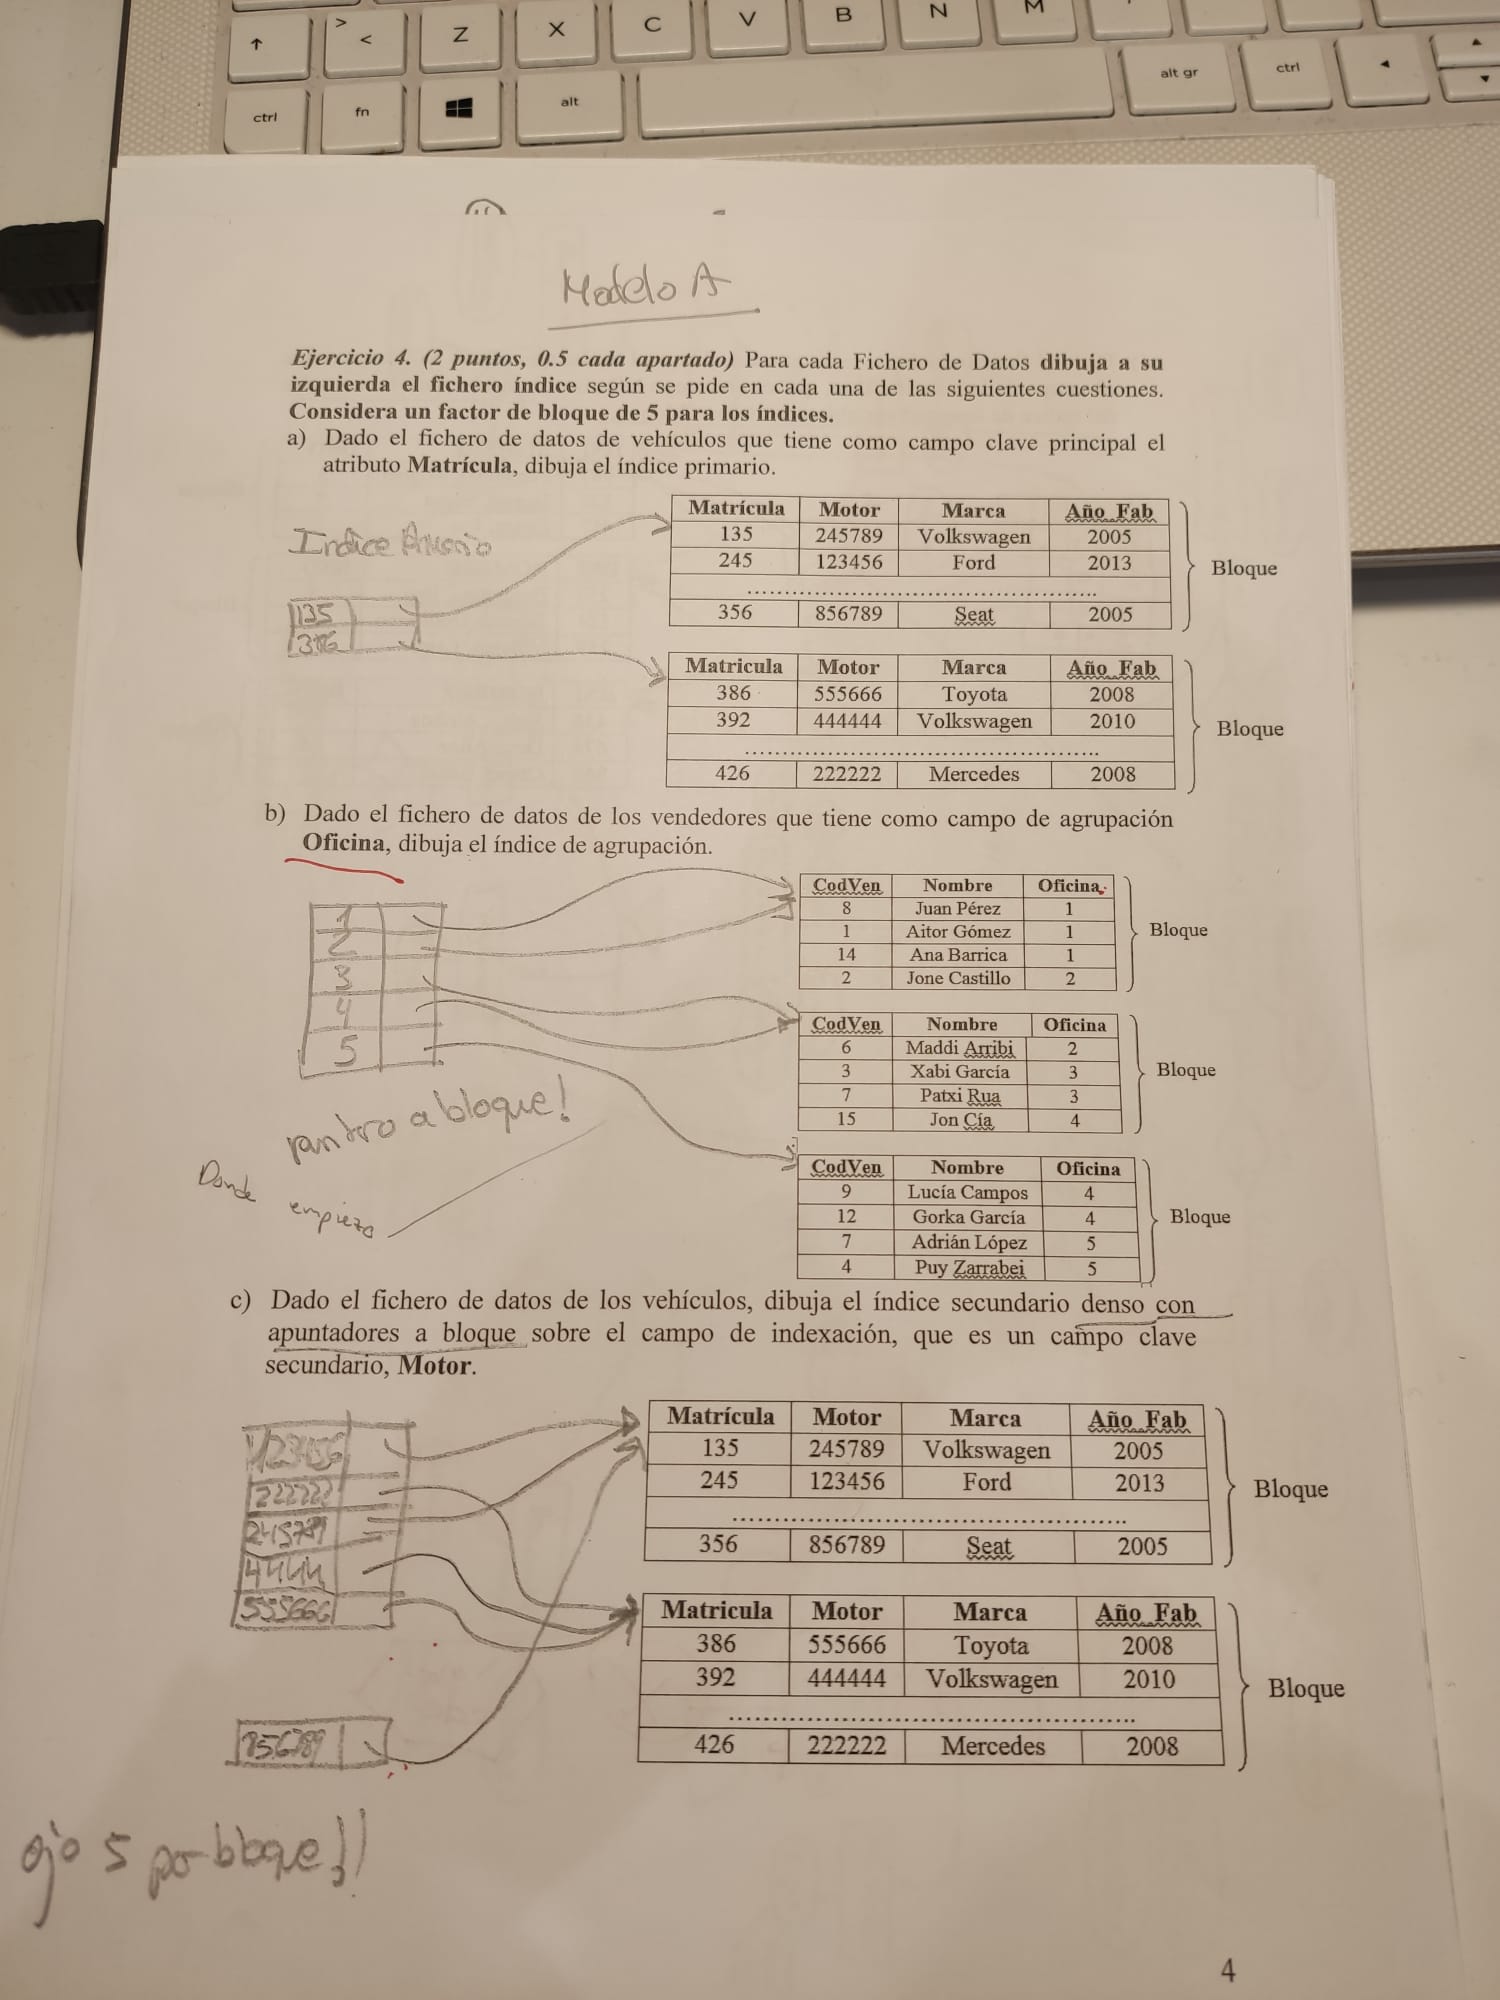 ↑
>
<
Z
X
C
V
B
N
M
ctrl
fn
alt
alt gr
ctrl
Modelo A
Ejercicio 4. (2 puntos, 0.5 cada apartado) Para cada Fichero de Datos dibuja a su
izquierda el fichero índice según se pide en cada una de las siguientes cuestiones.
Considera un factor de bloque de 5 para los índices.
a) Dado el fichero de datos de vehículos que tiene como campo clave principal el
atributo Matrícula, dibuja el índice primario.
Indice
Matrícula Motor Marca Año_Fab
135 245789 Volkswagen 2005
245 123456 Ford 2013
Bloque
356 856789 Seat 2005
135
386
Matricula Motor Marca Año_Fab
386 555666 Toyota 2008
392 444444 Volkswagen 2010
Bloque
426 222222 Mercedes 2008
b) Dado el fichero de datos de los vendedores que tiene como campo de agrupación
Oficina, dibuja el índice de agrupación.
CodVen Nombre Oficina
8 Juan Pérez 1
1 Aitor Gómez 1
Bloque
14 Ana Barrica 1
2 Jone Castillo 2
1
2
3
4
5
CodVen Nombre Oficina
6 Maddi Arribi 2
3 Xabi García 3
Bloque
7 Patxi Rua 3
15 Jon Cía 4
puntro a bloque!
Donde empieza
CodVen Nombre Oficina
9 Lucía Campos 4
12 Gorka García 4
Bloque
7 Adrián López 5
4 Puy Zarrabei 5
c) Dado el fichero de datos de los vehículos, dibuja el índice secundario denso con
apuntadores a bloque sobre el campo de indexación, que es un campo clave
secundario, Motor.
Matrícula Motor Marca Año_Fab
135 245789 Volkswagen 2005
245 123456 Ford 2013
Bloque
356 856789 Seat 2005
123456
222222
245789
4444
555666
Matricula Motor Marca Año_Fab
386 555666 Toyota 2008
392 444444 Volkswagen 2010
Bloque
426 222222 Mercedes 2008
856789
ojo 5 por bloque!!
4